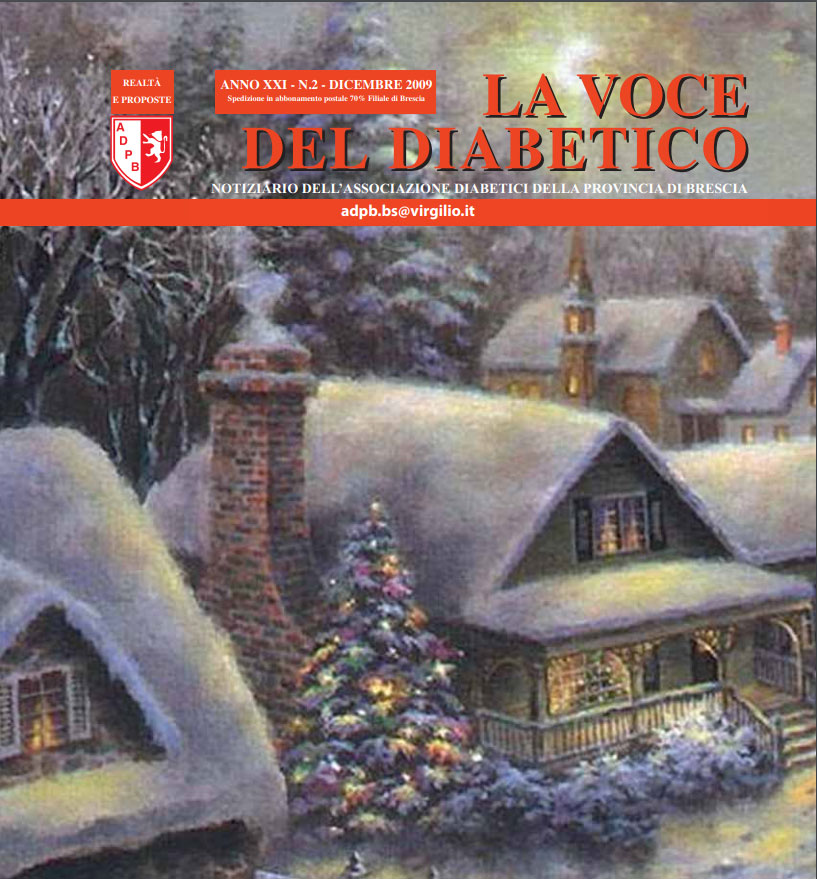 REALTÀ
E PROPOSTE
A
D
P
B
ANNO XXI - N.2 - DICEMBRE 2009
Spedizione in abbonamento postale 70% Filiale di Brescia
LA VOCE
DEL DIABETICO
NOTIZIARIO DELL'ASSOCIAZIONE DIABETICI DELLA PROVINCIA DI BRESCIA
adpb.bs@virgilio.it